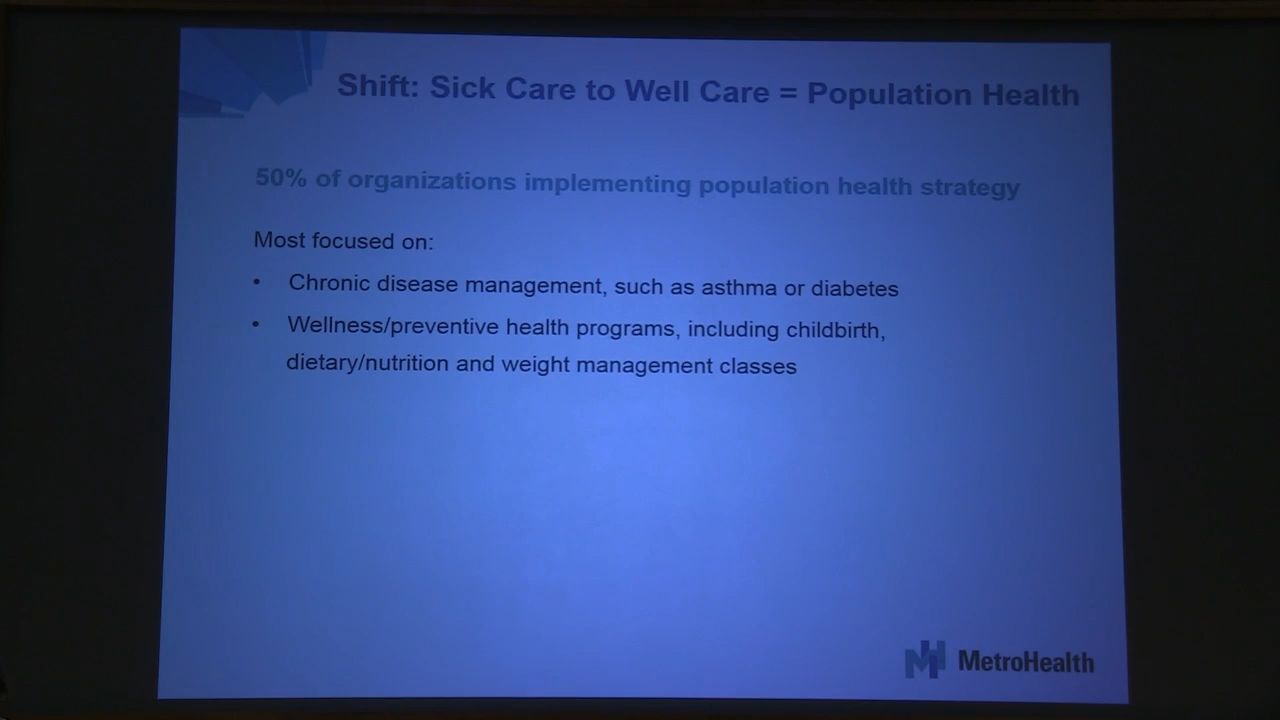 Shift: Sick Care to Well Care = Population Health
50% of organizations implementing population health strategy
Most focused on:
• Chronic disease management, such as asthma or diabetes
• Wellness/preventive health programs, including childbirth,
dietary/nutrition and weight management classes
MetroHealth